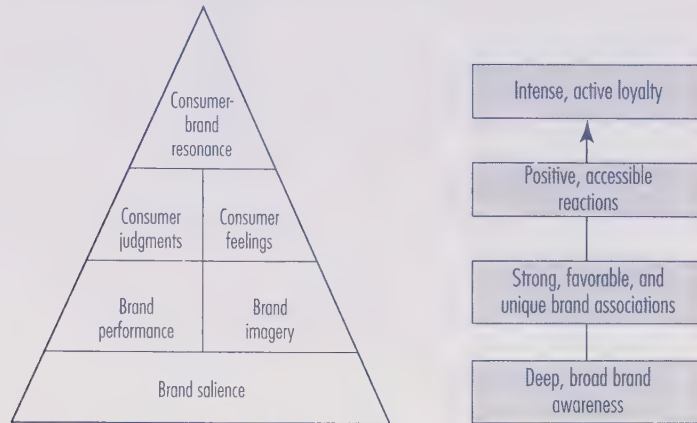 Consumer-
brand
resonance
Consumer
judgments
Consumer
feelings
Brand
performance
Brand
imagery
Brand salience
Intense, active loyalty
Positive, accessible
reactions
Strong, favorable, and
unique brand associations
Deep, broad brand
awareness